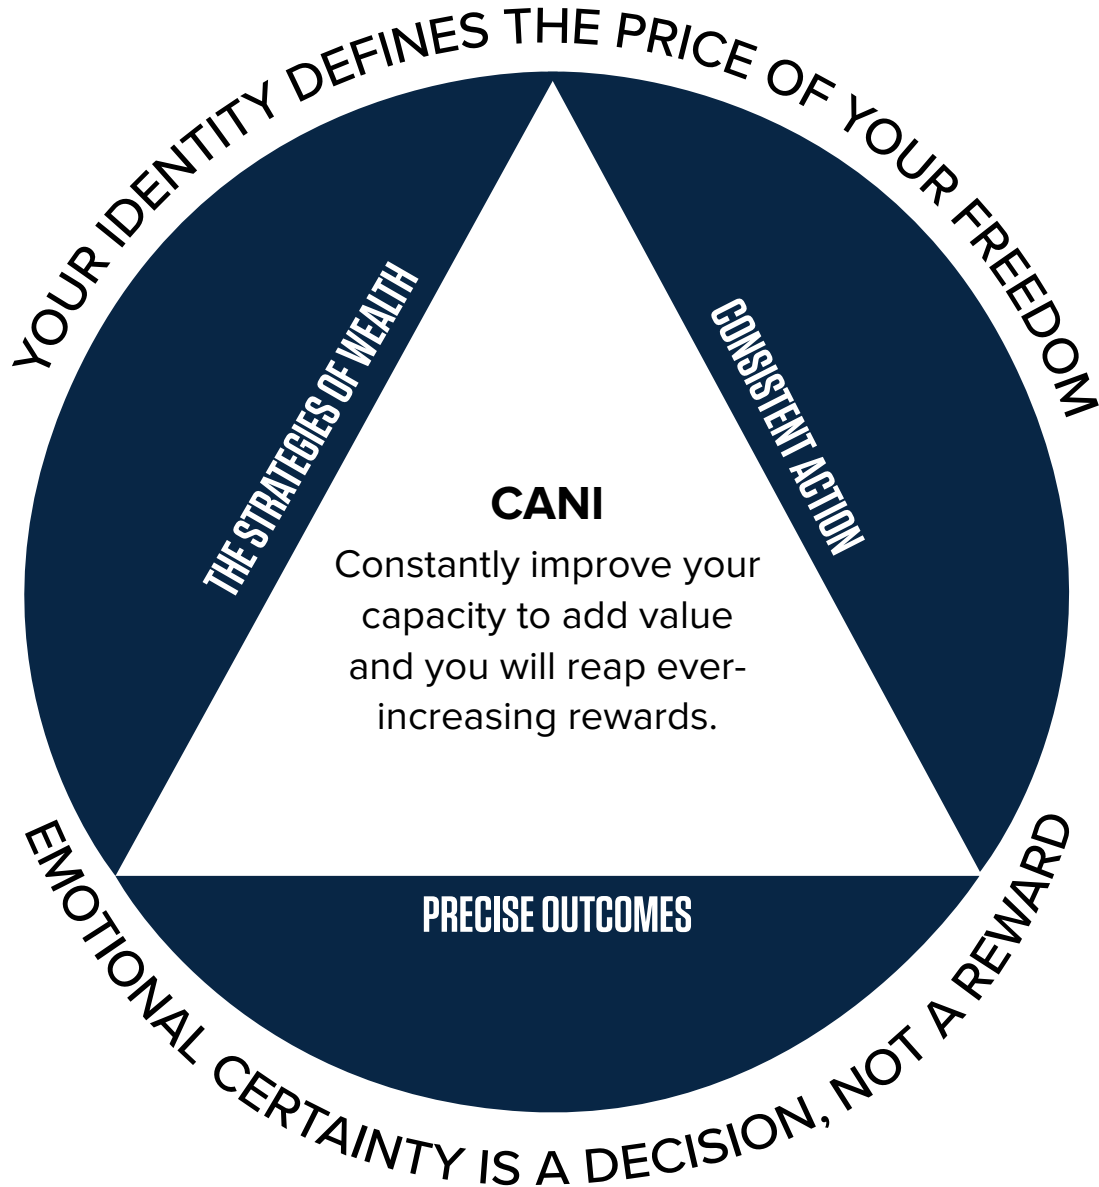 YOUR IDENTITY DEFINES THE PRICE OF YOUR FREEDOM
THE STRATEGIES OF WEALTH
CONSISTENT ACTION
CANI
Constantly improve your
capacity to add value
and you will reap ever-
increasing rewards.
PRECISE OUTCOMES
EMOTIONAL CERTAINTY IS A DECISION, NOT A REWARD